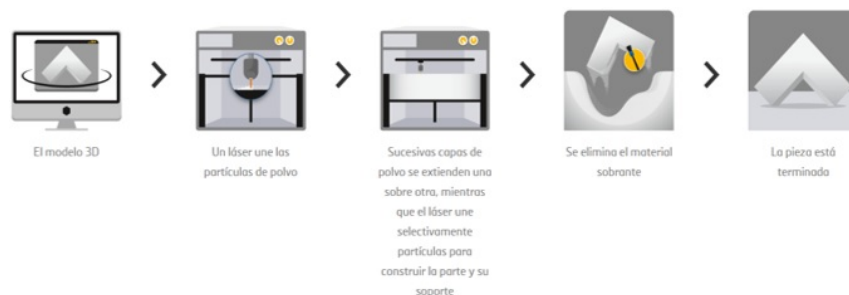 El modelo 3D
Un láser une las
partículas de polvo
Sucesivas capas de
polvo se extienden una
sobre otra, mientras
que el láser une
selectivamente
partículas para
construir la parte y su
soporte
Se elimina el material
sobrante
La pieza está
terminada